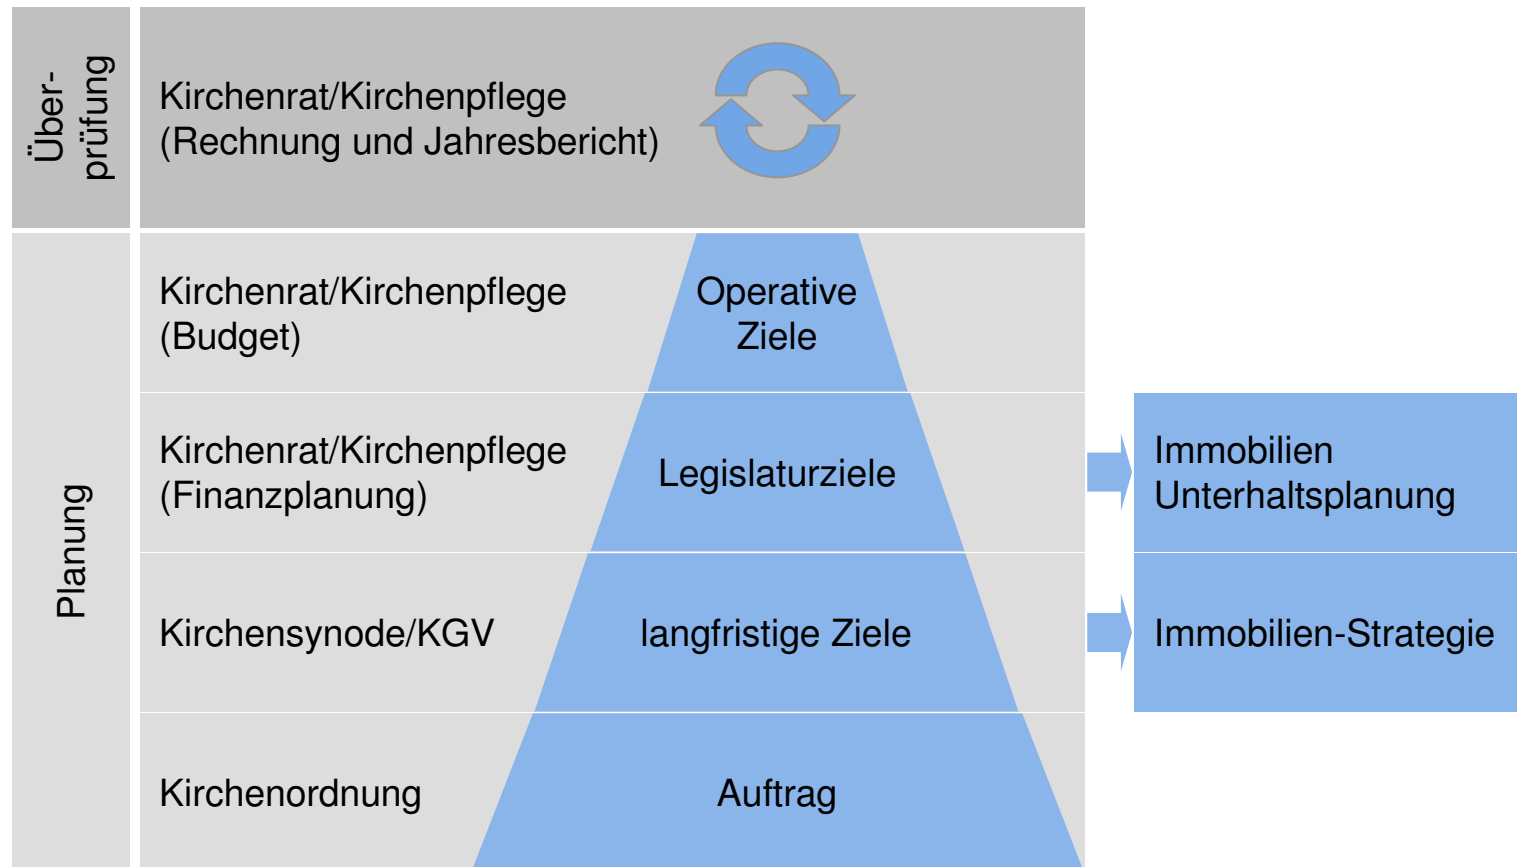 Über-
prüfung
Kirchenrat/Kirchenpflege
(Rechnung und Jahresbericht)
Planung
Kirchenrat/Kirchenpflege
(Budget)
Operative
Ziele
Kirchenrat/Kirchenpflege
(Finanzplanung)
Legislaturziele
Immobilien
Unterhaltsplanung
Kirchensynode/KGV
langfristige Ziele
Immobilien-Strategie
Kirchenordnung
Auftrag